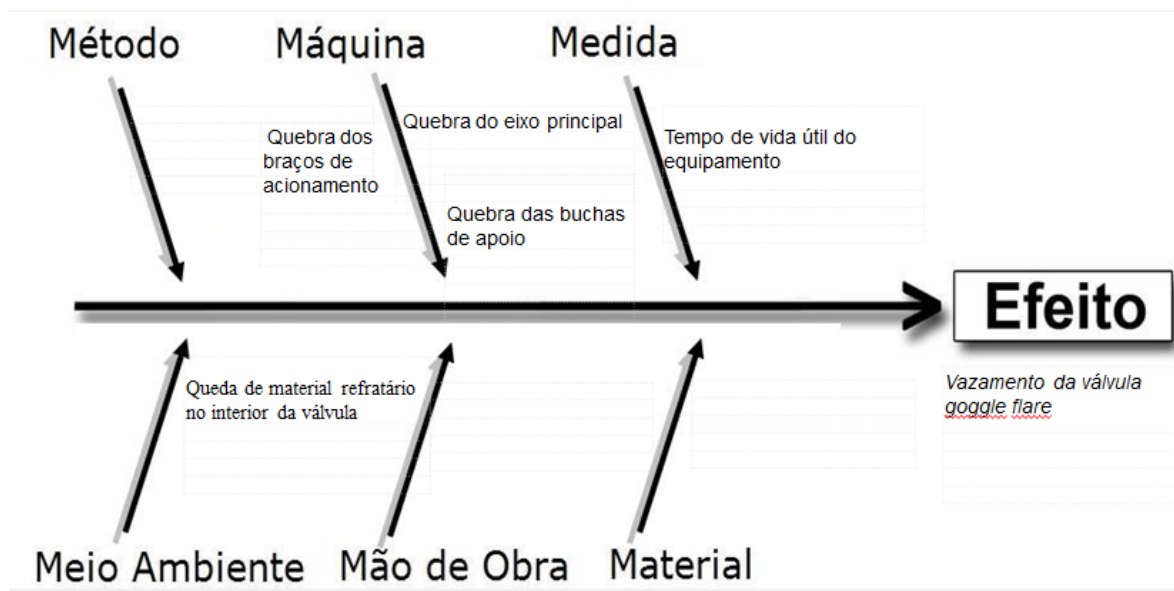 Método
Máquina
Medida
Quebra dos
braços de
acionamento
Quebra do eixo principal
Quebra das buchas
de apoio
Tempo de vida útil do
equipamento
Efeito
Vazamento da válvula
goggle flare
Queda de material refratário
no interior da válvula
Meio Ambiente
Mão de Obra
Material